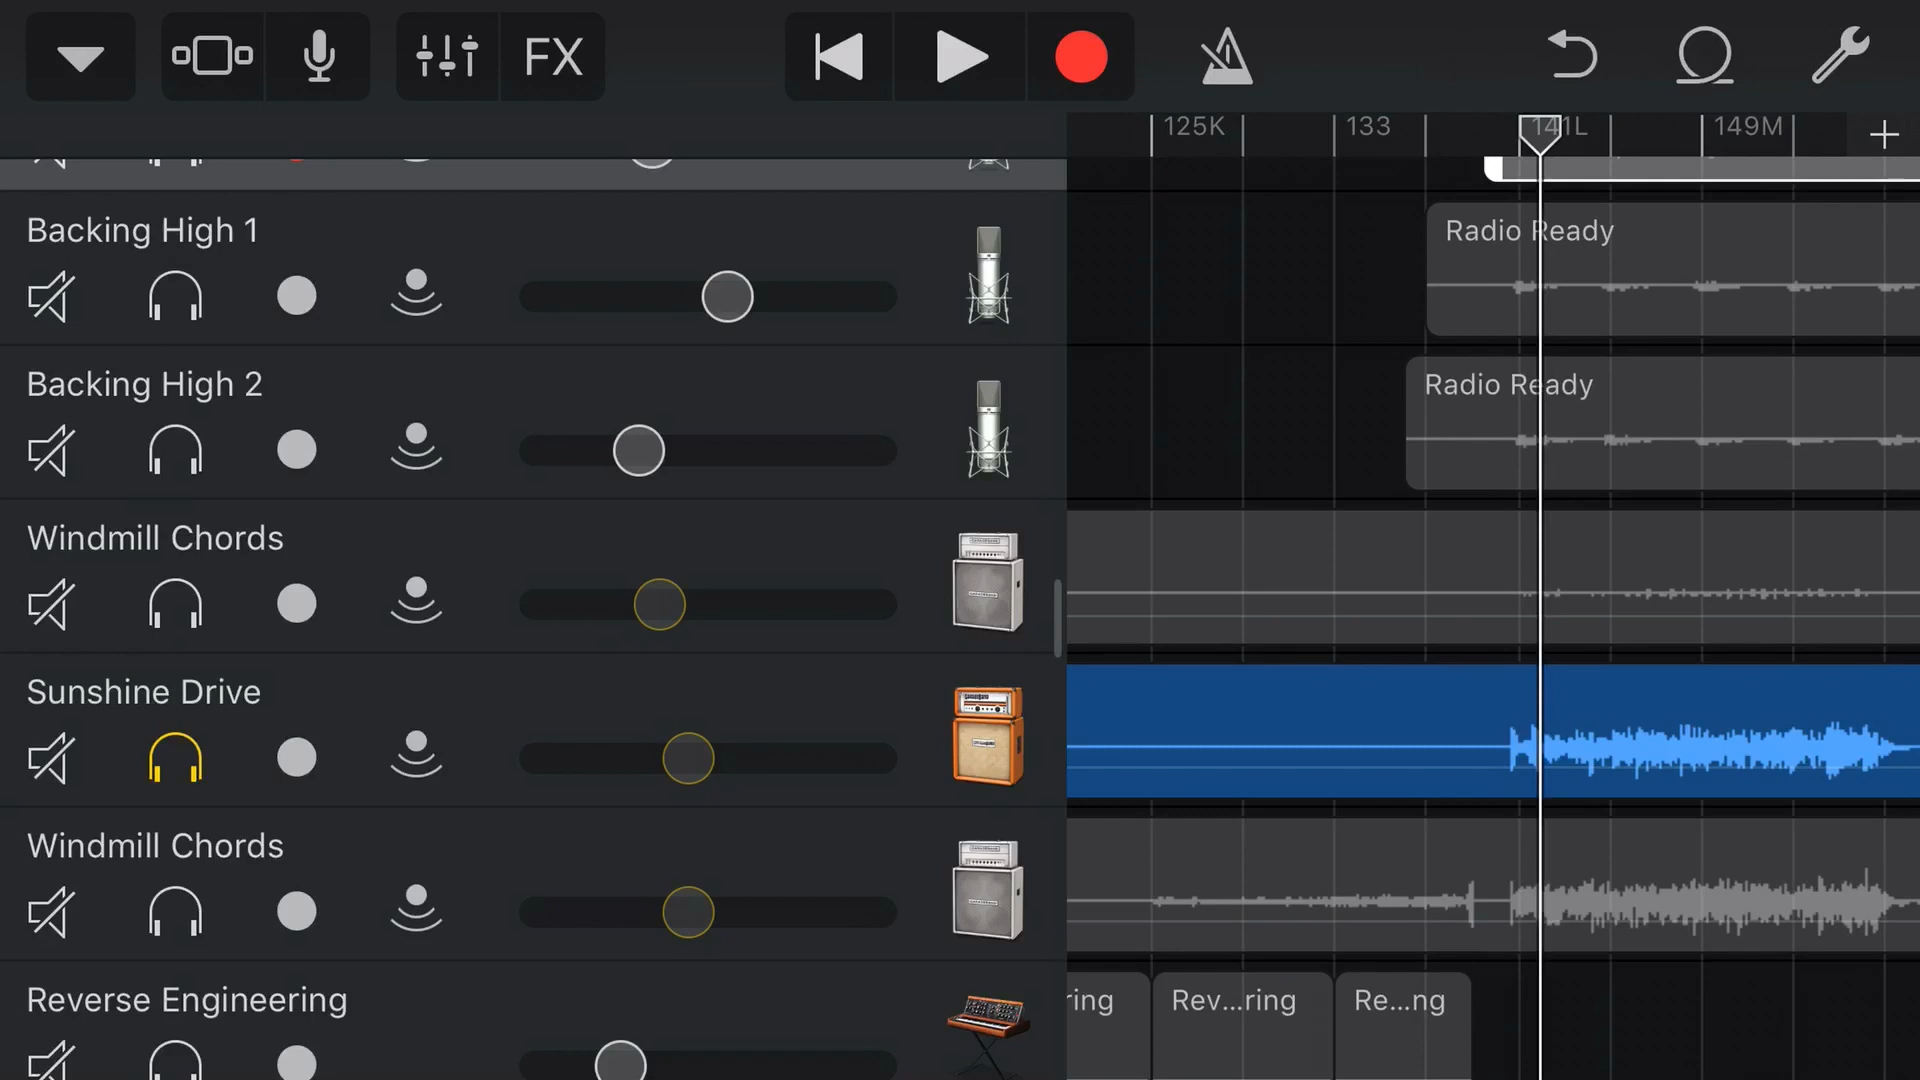 FX
125K 133 141L 149M
Backing High 1
Radio Ready
Backing High 2
Radio Ready
Windmill Chords
Sunshine Drive
Windmill Chords
Reverse Engineering
ring Rev...ring Re...ng